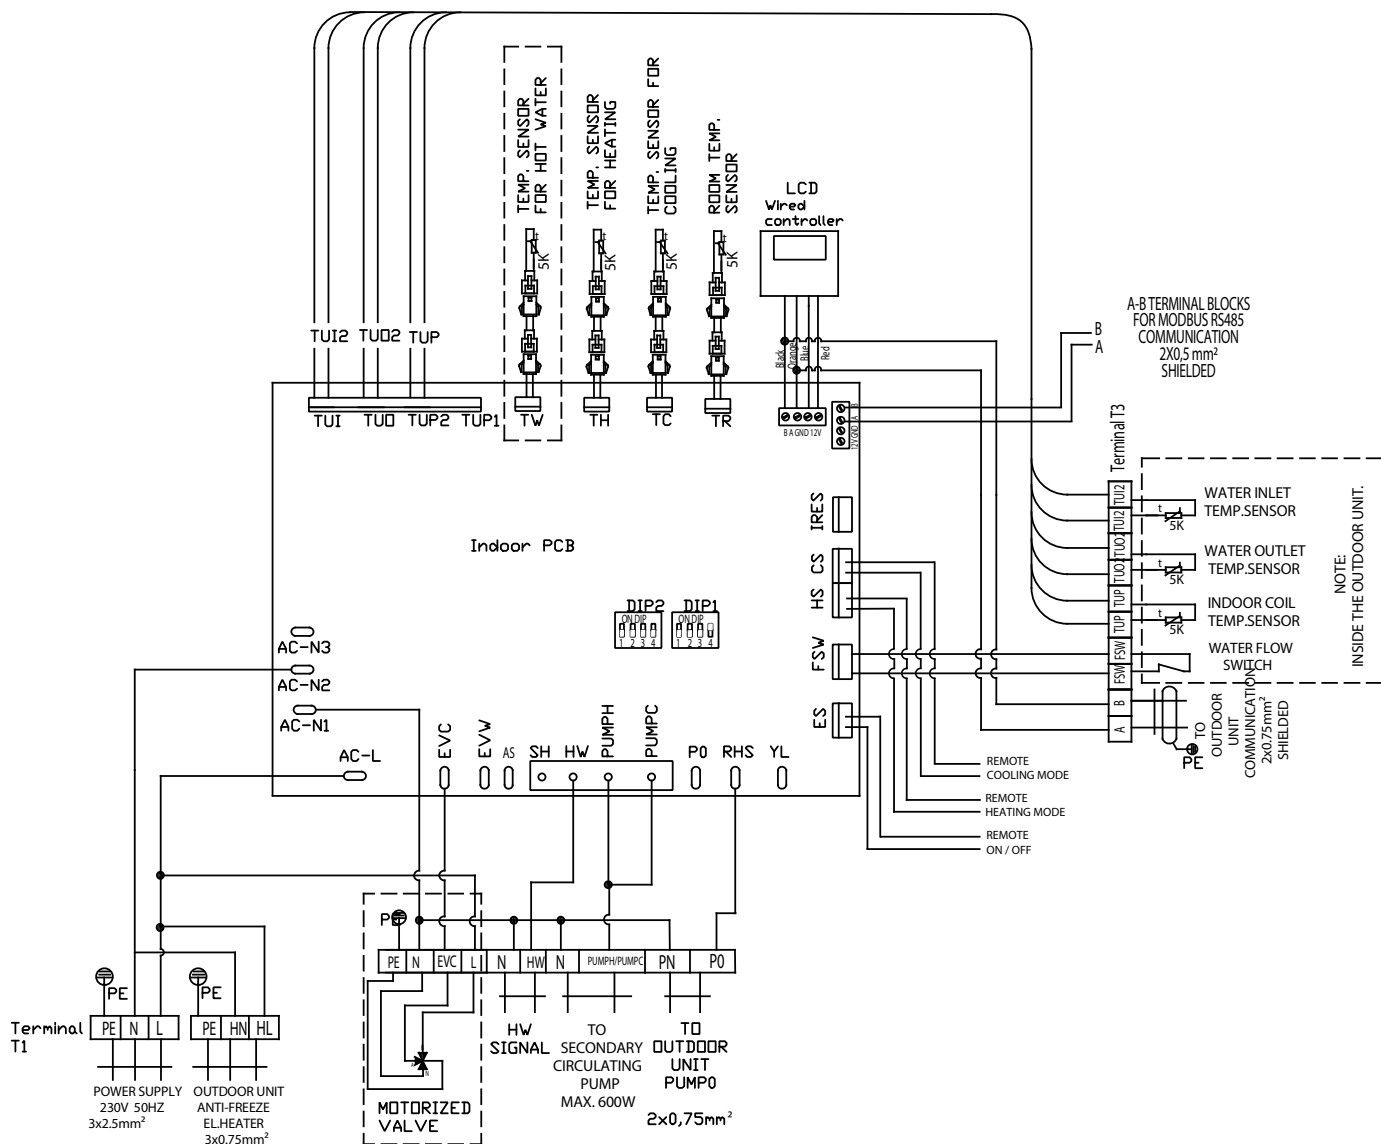 TEMP. SENSOR
FOR HOT WATER
TEMP. SENSOR
FOR HEATING
TEMP. SENSOR FOR
COOLING
ROOM TEMP.
SENSOR
t
5K
t
5K
t
5K
t
5K
LCD
Wired
controller
Black
Orange
Blue
Red
TUI2
TUO2
TUP
TUI
TUO
TUP2
TUP1
TW
TH
TC
TR
B A GND 12V
12V GND A B
B
A
A-B TERMINAL BLOCKS
FOR MODBUS RS485
COMMUNICATION
2X0,5 mm²
SHIELDED
Terminal T3
TUI2
TUI2
TUO2
TUO2
TUP
TUP
FSW
FSW
B
A
WATER INLET
TEMP.SENSOR
t
5K
WATER OUTLET
TEMP.SENSOR
t
5K
INDOOR COIL
TEMP.SENSOR
t
5K
WATER FLOW
SWITCH
NOTE:
INSIDE THE OUTDOOR UNIT.
PE
TO
OUTDOOR
UNIT
COMMUNICATION
2x0.75mm²
SHIELDED
Indoor PCB
IRES
CS
HS
FSW
ES
DIP2
ON DIP
1 2 3 4
DIP1
ON DIP
1 2 3 4
AC-N3
AC-N2
AC-N1
AC-L
EVC
EVW
AS
SH
HW
PUMPH
PUMPC
P0
RHS
YL
REMOTE
COOLING MODE
REMOTE
HEATING MODE
REMOTE
ON / OFF
PE
PE
N
EVC
L
N
HW
N
PUMPH/PUMPC
PN
P0
PE
PE
Terminal
T1
PE
N
L
PE
HN
HL
POWER SUPPLY
230V 50HZ
3x2.5mm²
OUTDOOR UNIT
ANTI-FREEZE
EL.HEATER
3x0.75mm²
MOTORIZED
VALVE
HW
SIGNAL
TO
SECONDARY
CIRCULATING
PUMP
MAX. 600W
TO
OUTDOOR
UNIT
PUMP0
2x0,75mm²